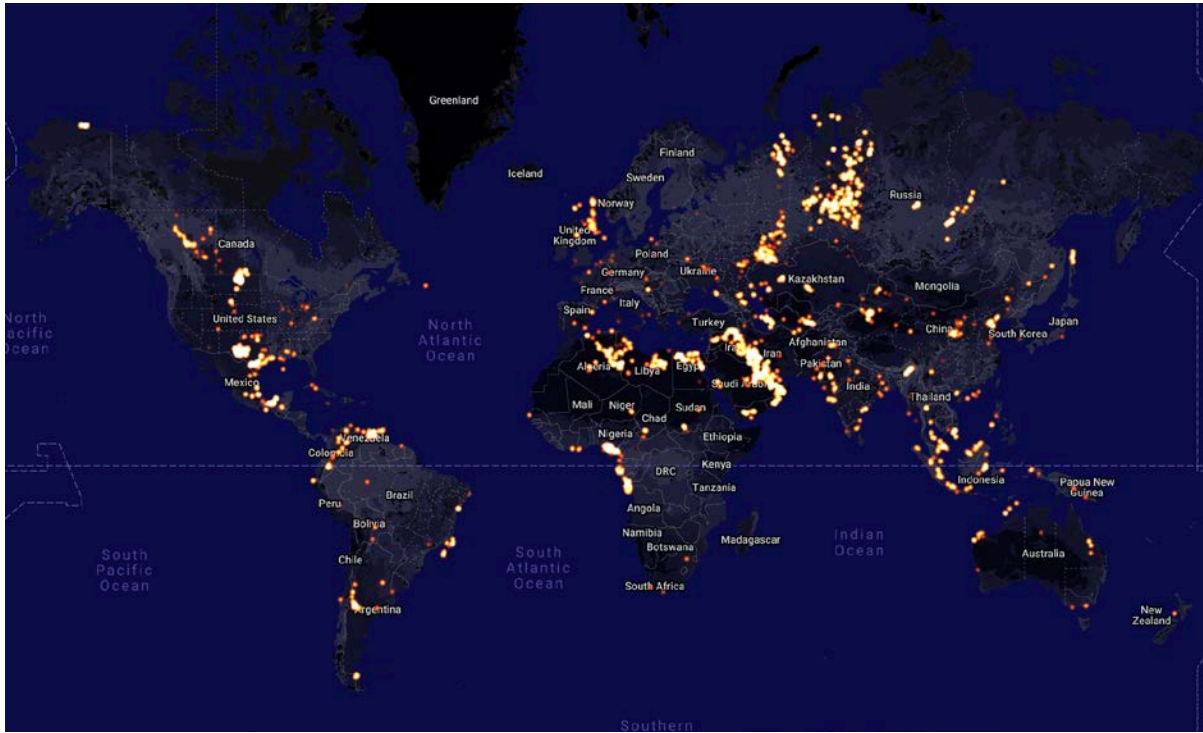 Greenland
Iceland
Finland
Sweden
Norway
Russia
United
Kingdom
Canada
Poland
Germany
Ukraine
Kazakhstan
Mongolia
France
Italy
Spain
United States
North
Pacific
Ocean
North
Atlantic
Ocean
Turkey
China
South Korea
Japan
Afghanistan
Iraq
Iran
Algeria
Libya
Egypt
Pakistan
Saudi Arabia
India
Mexico
Mali
Niger
Chad
Sudan
Thailand
Nigeria
Ethiopia
Venezuela
Colombia
DRC
Kenya
Indonesia
Papua New
Guinea
Tanzania
Brazil
Peru
Angola
Bolivia
Namibia
Botswana
Madagascar
Indian
Ocean
South
Pacific
Ocean
Chile
South
Atlantic
Ocean
Australia
South Africa
Argentina
New
Zealand
Southern